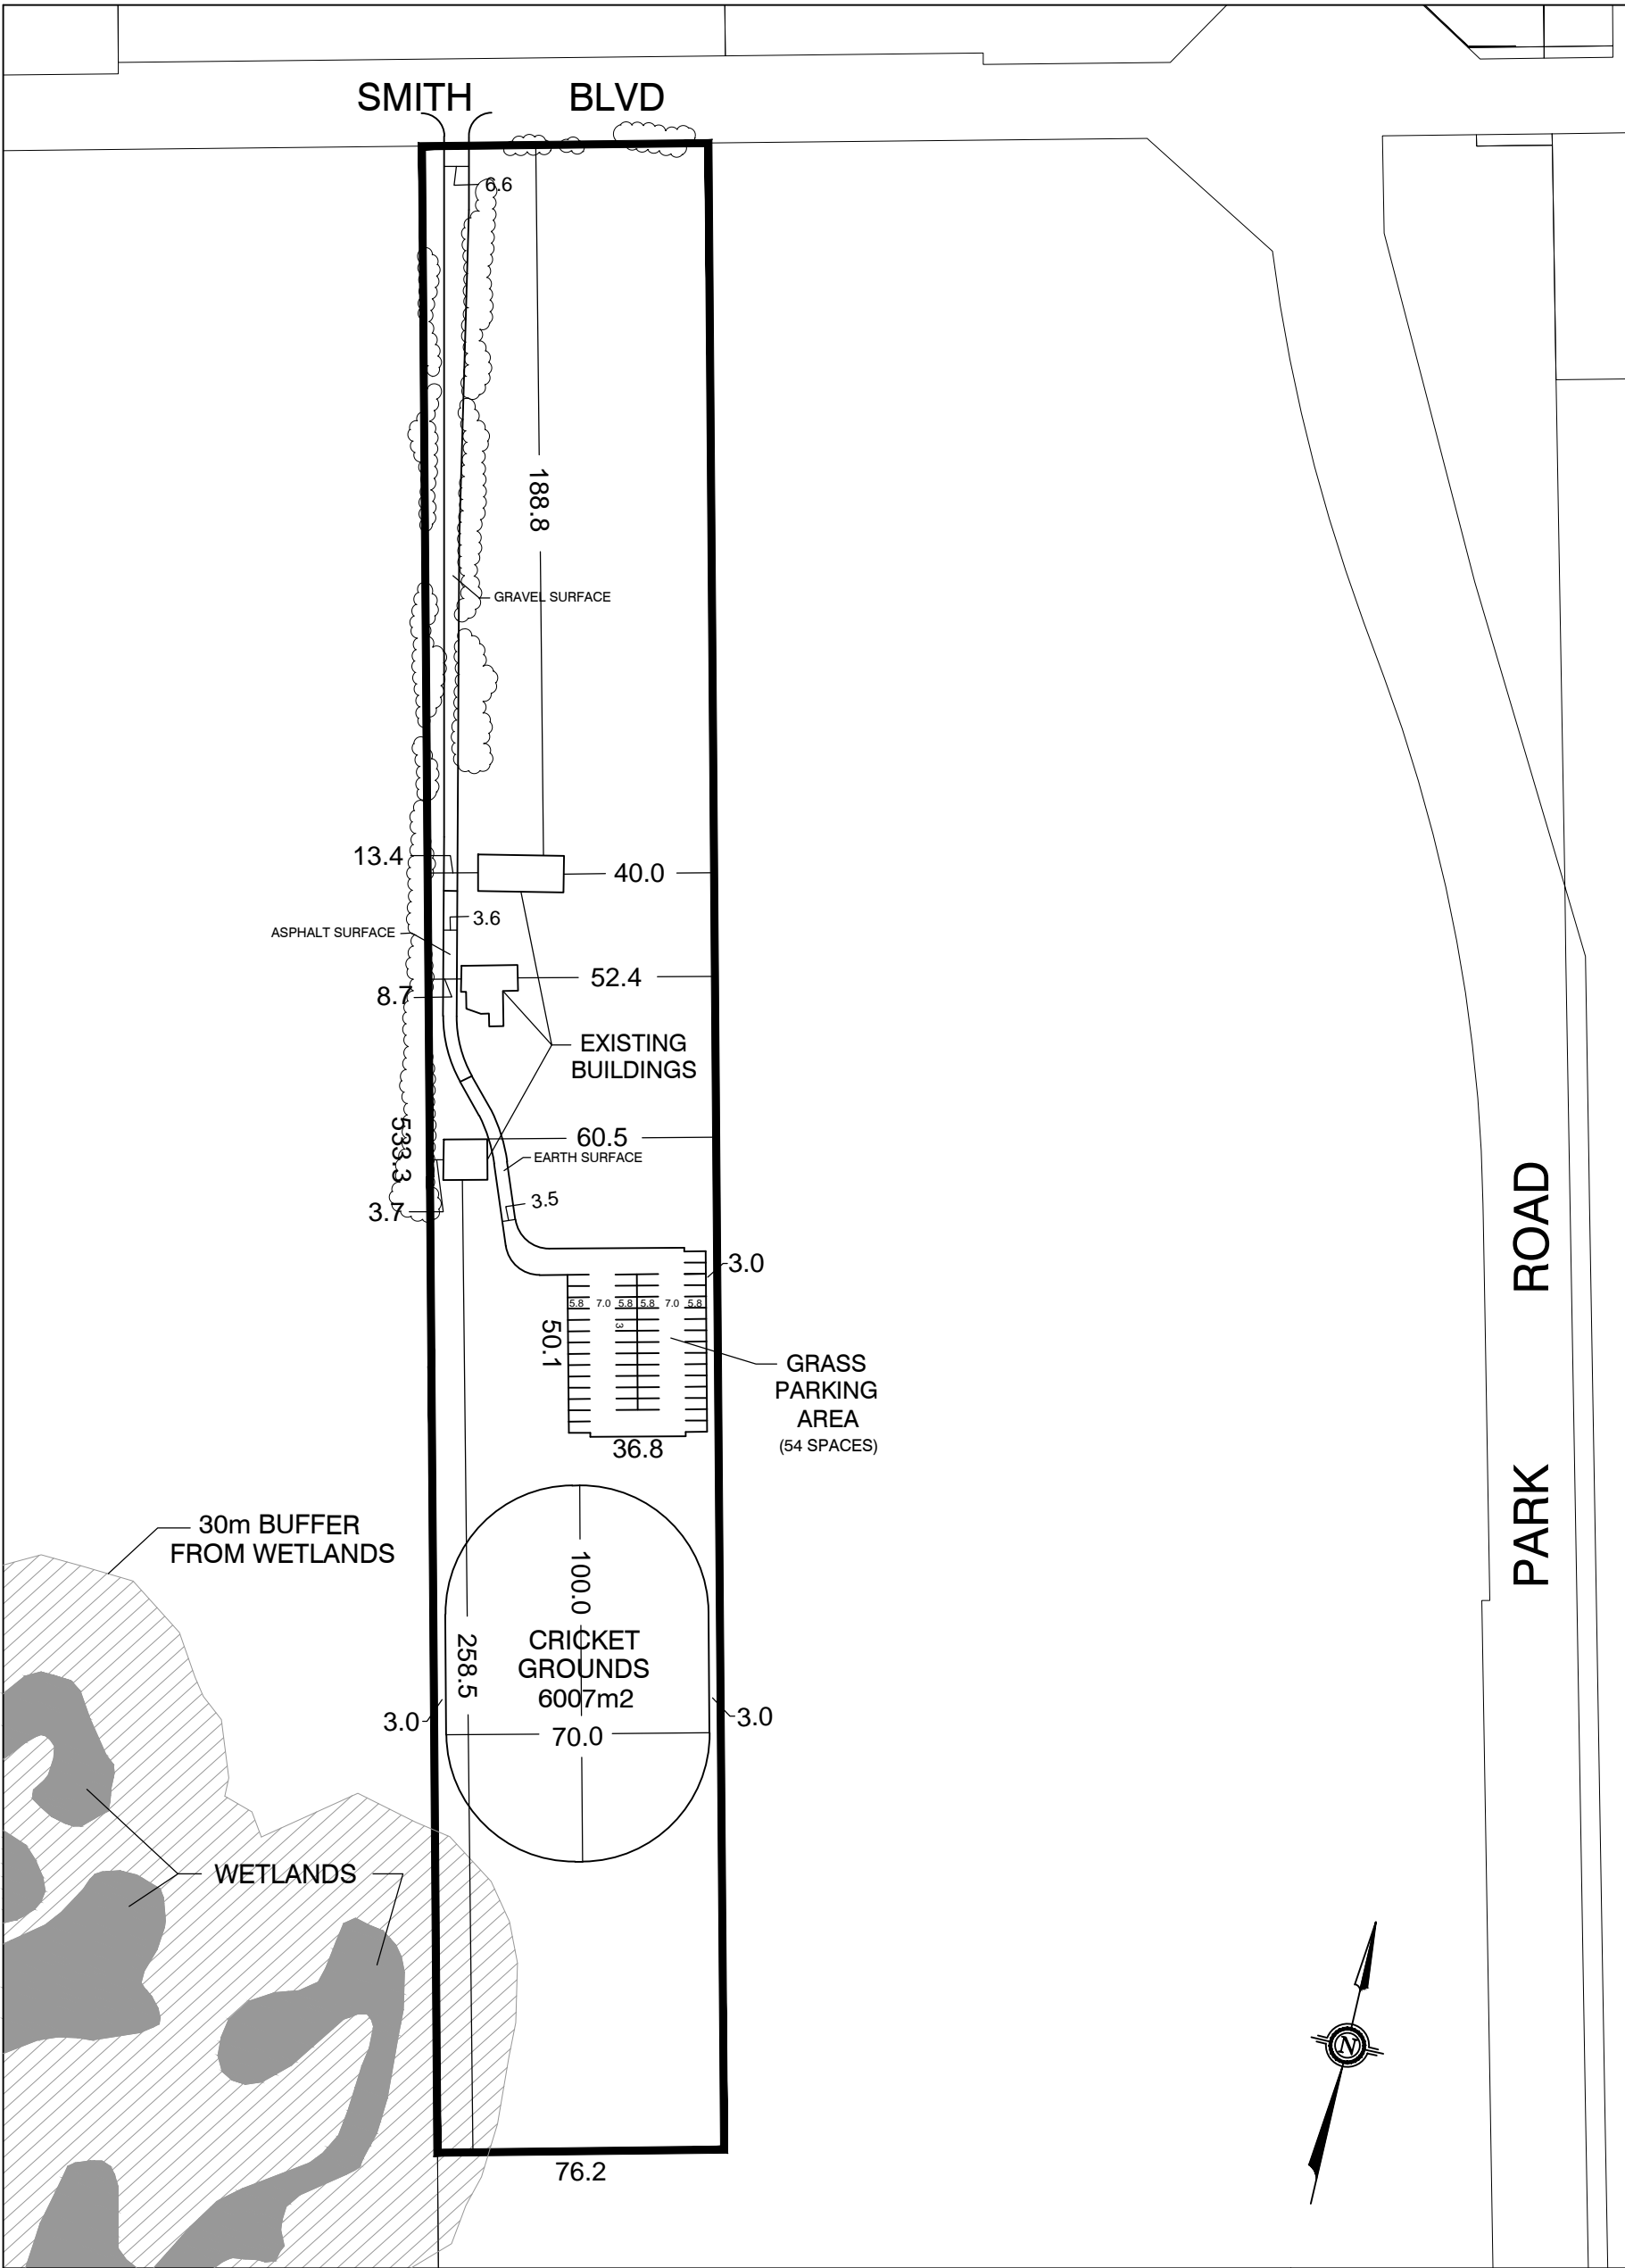 SMITH BLVD
6.6
188.8
GRAVEL SURFACE
13.4
40.0
3.6
ASPHALT SURFACE
52.4
8.7
EXISTING
BUILDINGS
533.3
60.5
EARTH SURFACE
3.7
3.5
3.0
5.8 7.0 5.8 5.8 7.0 5.8
3
50.1
GRASS
PARKING
AREA
(54 SPACES)
36.8
PARK ROAD
30m BUFFER
FROM WETLANDS
100.0
258.5
CRICKET
GROUNDS
6007m2
3.0
3.0
70.0
WETLANDS
N
76.2